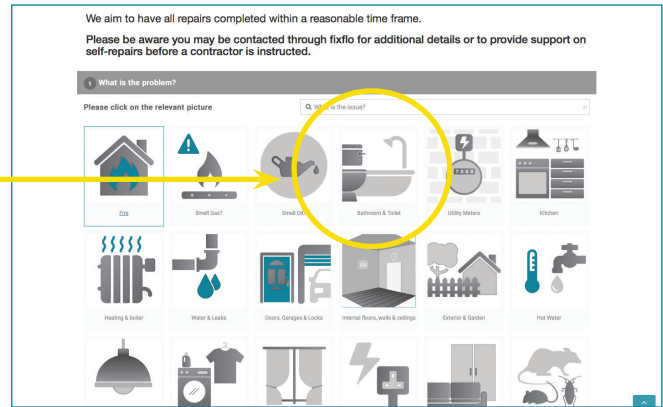 We aim to have all repairs completed within a reasonable time frame.
Please be aware you may be contacted through fixflo for additional details or to provide support on
self-repairs before a contractor is instructed.
1 What is the problem?
Please click on the relevant picture
What is the issue?
Fire
Smell Gas?
Smell Oil?
Bathroom & Toilet
Utility Meters
Kitchen
Heating & boiler
Water & Leaks
Doors, Garages & Locks
Internal floors, walls & ceilings
Exterior & Garden
Hot Water